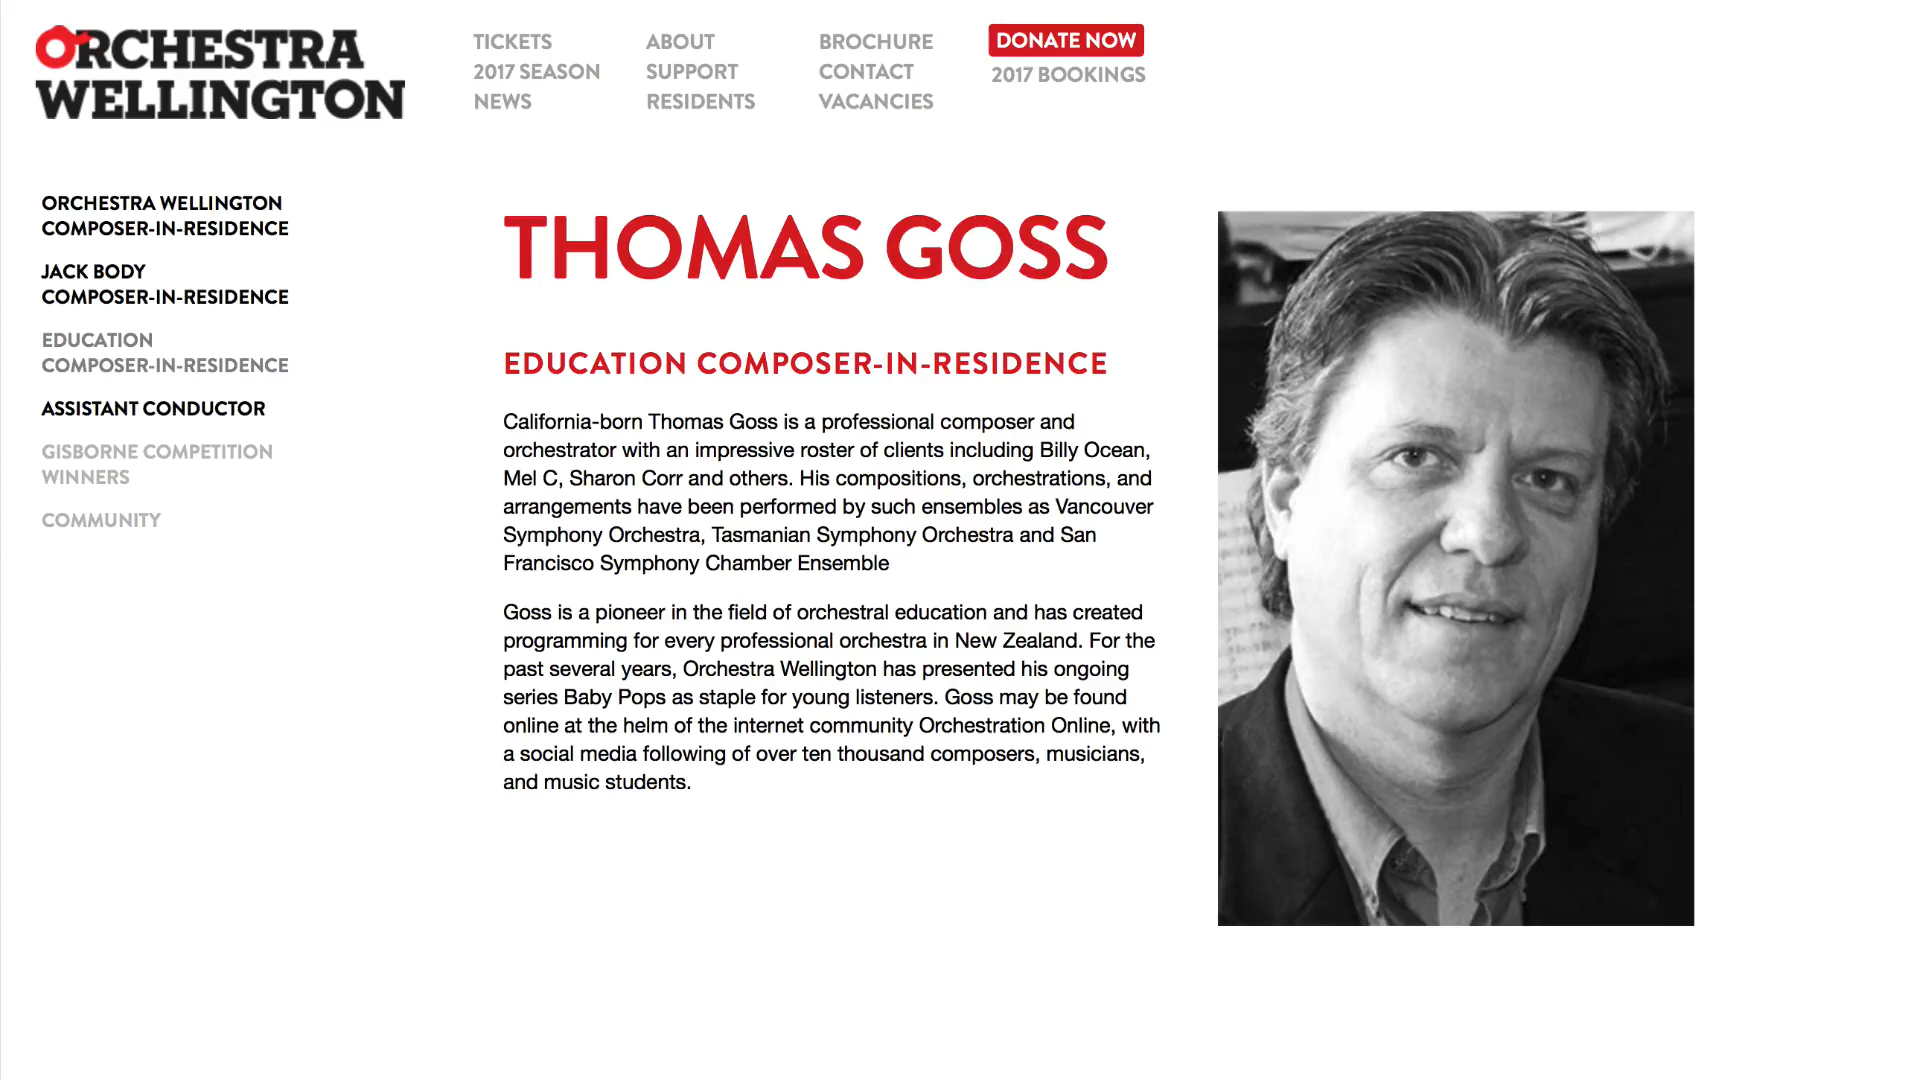 ORCHESTRA
WELLINGTON
TICKETS
2017 SEASON
NEWS
ABOUT
SUPPORT
RESIDENTS
BROCHURE
CONTACT
VACANCIES
DONATE NOW
2017 BOOKINGS
ORCHESTRA WELLINGTON
COMPOSER-IN-RESIDENCE
JACK BODY
COMPOSER-IN-RESIDENCE
EDUCATION
COMPOSER-IN-RESIDENCE
ASSISTANT CONDUCTOR
GISBORNE COMPETITION
WINNERS
COMMUNITY
THOMAS GOSS
EDUCATION COMPOSER-IN-RESIDENCE
California-born Thomas Goss is a professional composer and
orchestrator with an impressive roster of clients including Billy Ocean,
Mel C, Sharon Corr and others. His compositions, orchestrations, and
arrangements have been performed by such ensembles as Vancouver
Symphony Orchestra, Tasmanian Symphony Orchestra and San
Francisco Symphony Chamber Ensemble
Goss is a pioneer in the field of orchestral education and has created
programming for every professional orchestra in New Zealand. For the
past several years, Orchestra Wellington has presented his ongoing
series Baby Pops as staple for young listeners. Goss may be found
online at the helm of the internet community Orchestration Online, with
a social media following of over ten thousand composers, musicians,
and music students.